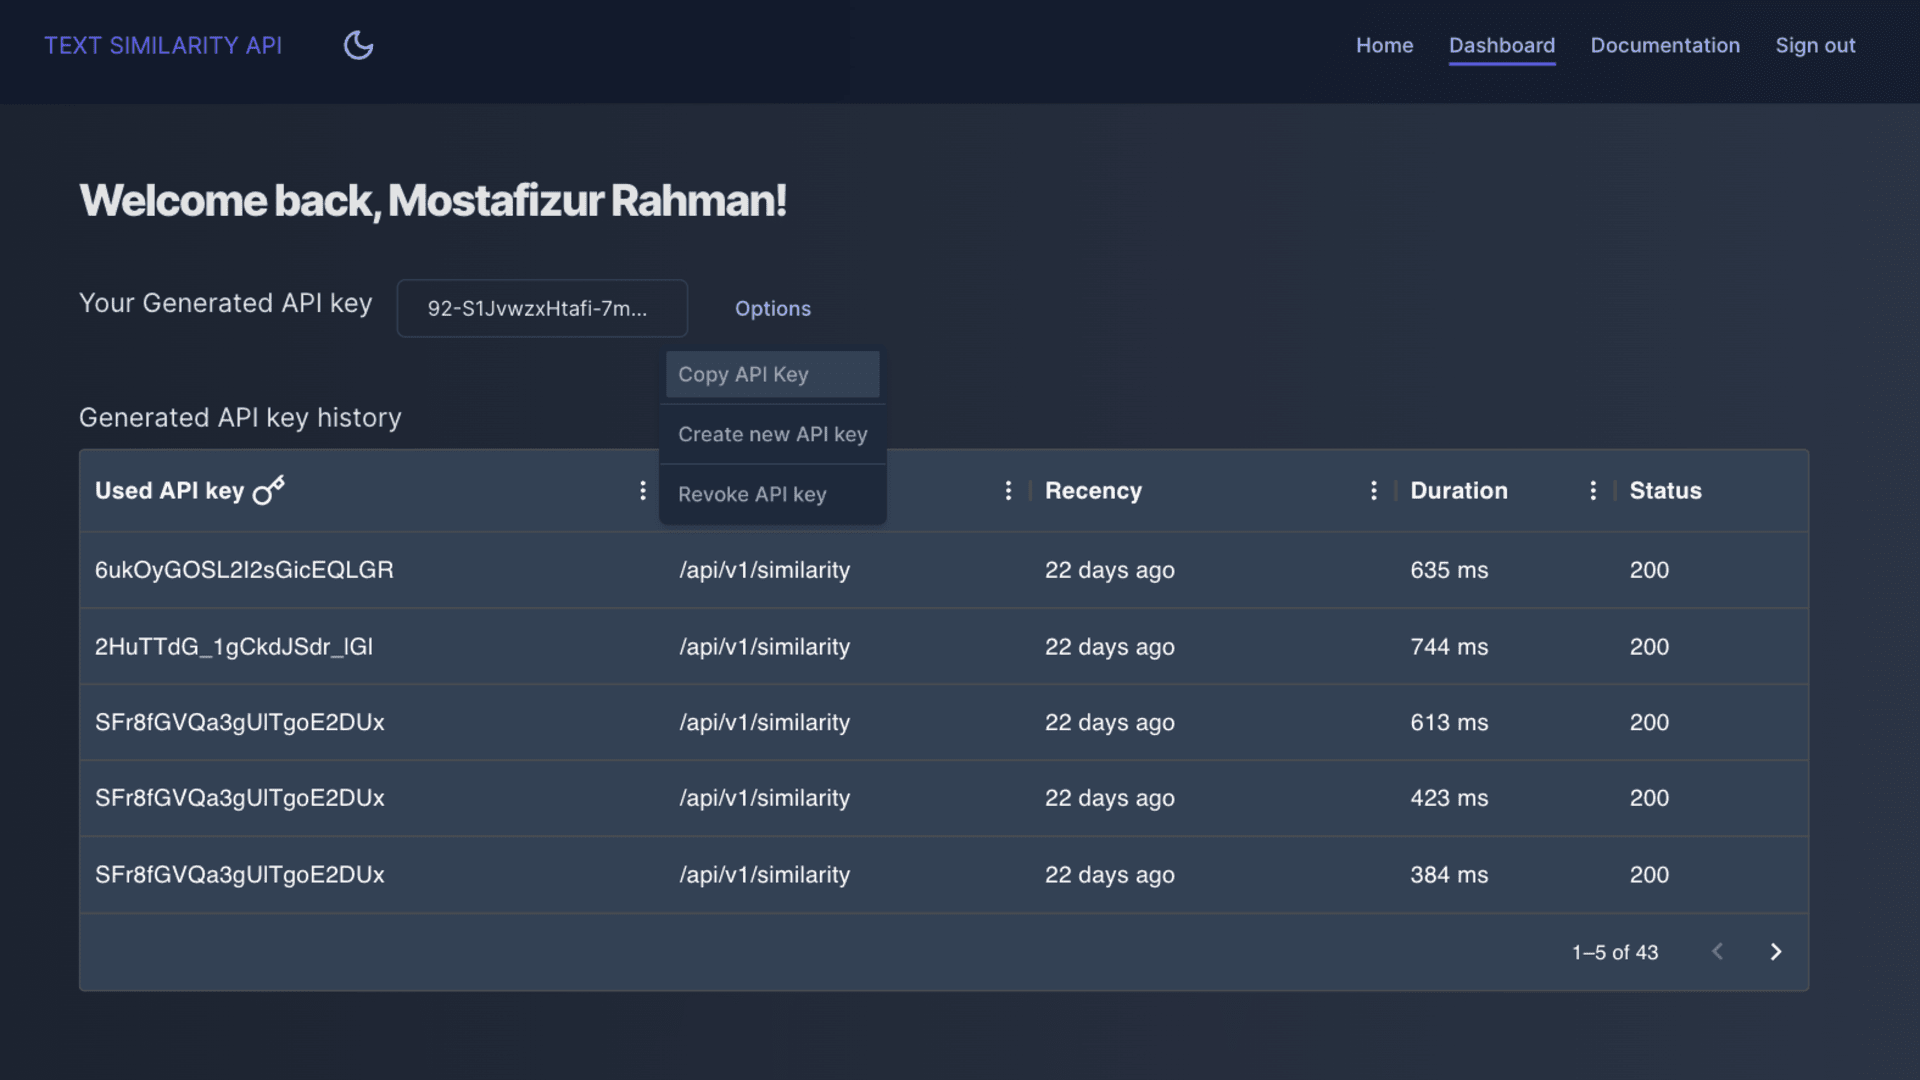 TEXT SIMILARITY API Home Dashboard Documentation Sign out
Welcome back, Mostafizur Rahman!
Your Generated API key 92-S1JvwzxHtafi-7m... Options
Copy API Key
Generated API key history
Create new API key
Used API key Recency Duration Status
Revoke API key
6ukOyGOSL2I2sGicEQLGR /api/v1/similarity 22 days ago 635 ms 200
2HuTTdG_1gCkdJSdr_lGl /api/v1/similarity 22 days ago 744 ms 200
SFr8fGVQa3gUlTgoE2DUx /api/v1/similarity 22 days ago 613 ms 200
SFr8fGVQa3gUlTgoE2DUx /api/v1/similarity 22 days ago 423 ms 200
SFr8fGVQa3gUlTgoE2DUx /api/v1/similarity 22 days ago 384 ms 200
1–5 of 43